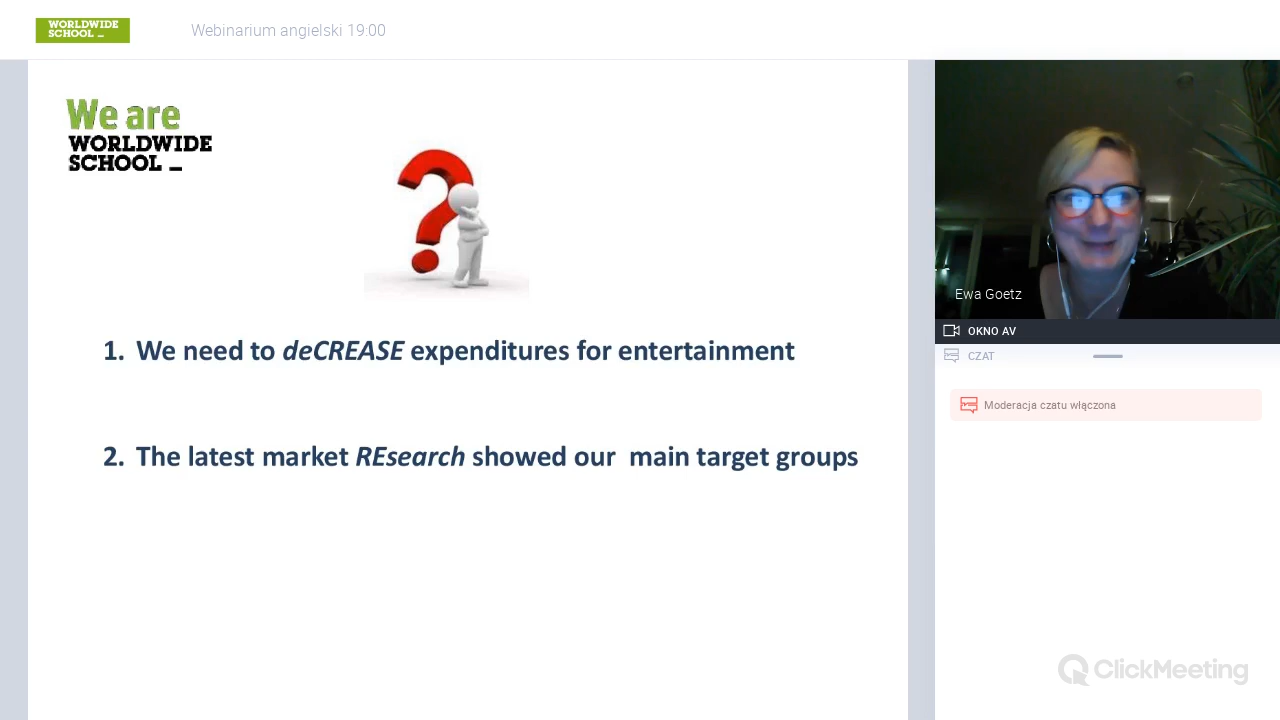 WORLDWIDE
SCHOOL _
Webinarium angielski 19:00
We are
WORLDWIDE
SCHOOL _
1. We need to deCREASE expenditures for entertainment
2. The latest market REsearch showed our main target groups
Ewa Goetz
OKNO AV
CZAT
Moderacja czatu włączona
ClickMeeting